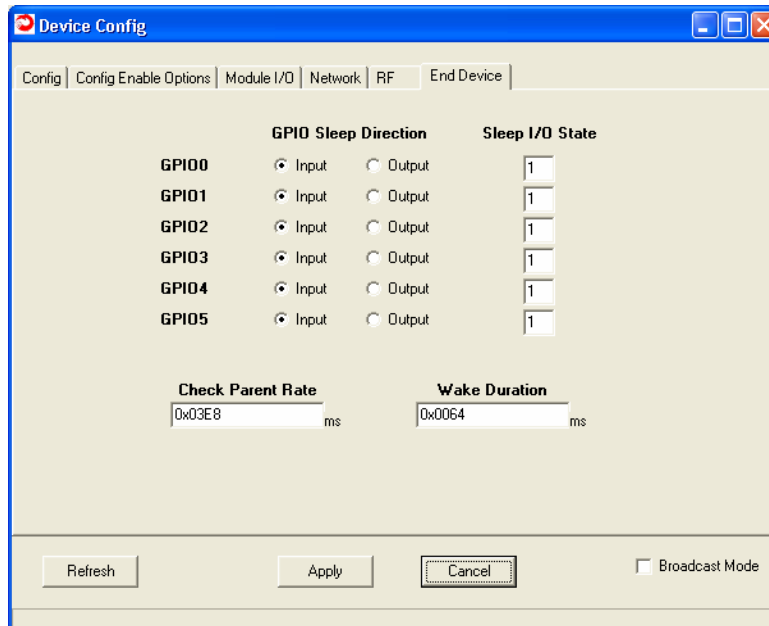 Device Config
Config Config Enable Options Module I/O Network RF End Device
GPIO Sleep Direction Sleep I/O State
GPIO0 Input Output 1
GPIO1 Input Output 1
GPIO2 Input Output 1
GPIO3 Input Output 1
GPIO4 Input Output 1
GPIO5 Input Output 1
Check Parent Rate Wake Duration
0x03E8 ms 0x0064 ms
Refresh Apply Cancel Broadcast Mode